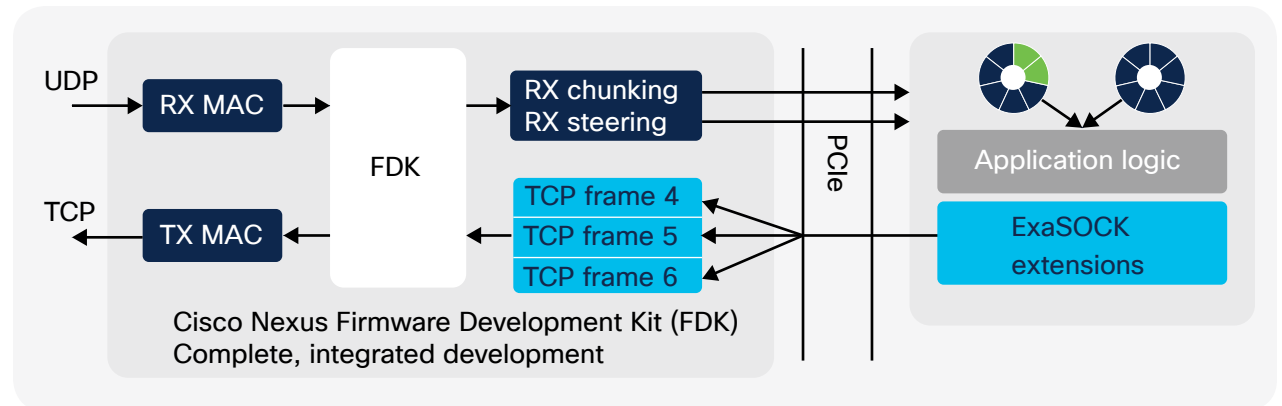 UDP
RX MAC
FDK
RX chunking
RX steering
PCIe
Application logic
TCP
TX MAC
TCP frame 4
TCP frame 5
TCP frame 6
ExaSOCK
extensions
Cisco Nexus Firmware Development Kit (FDK)
Complete, integrated development